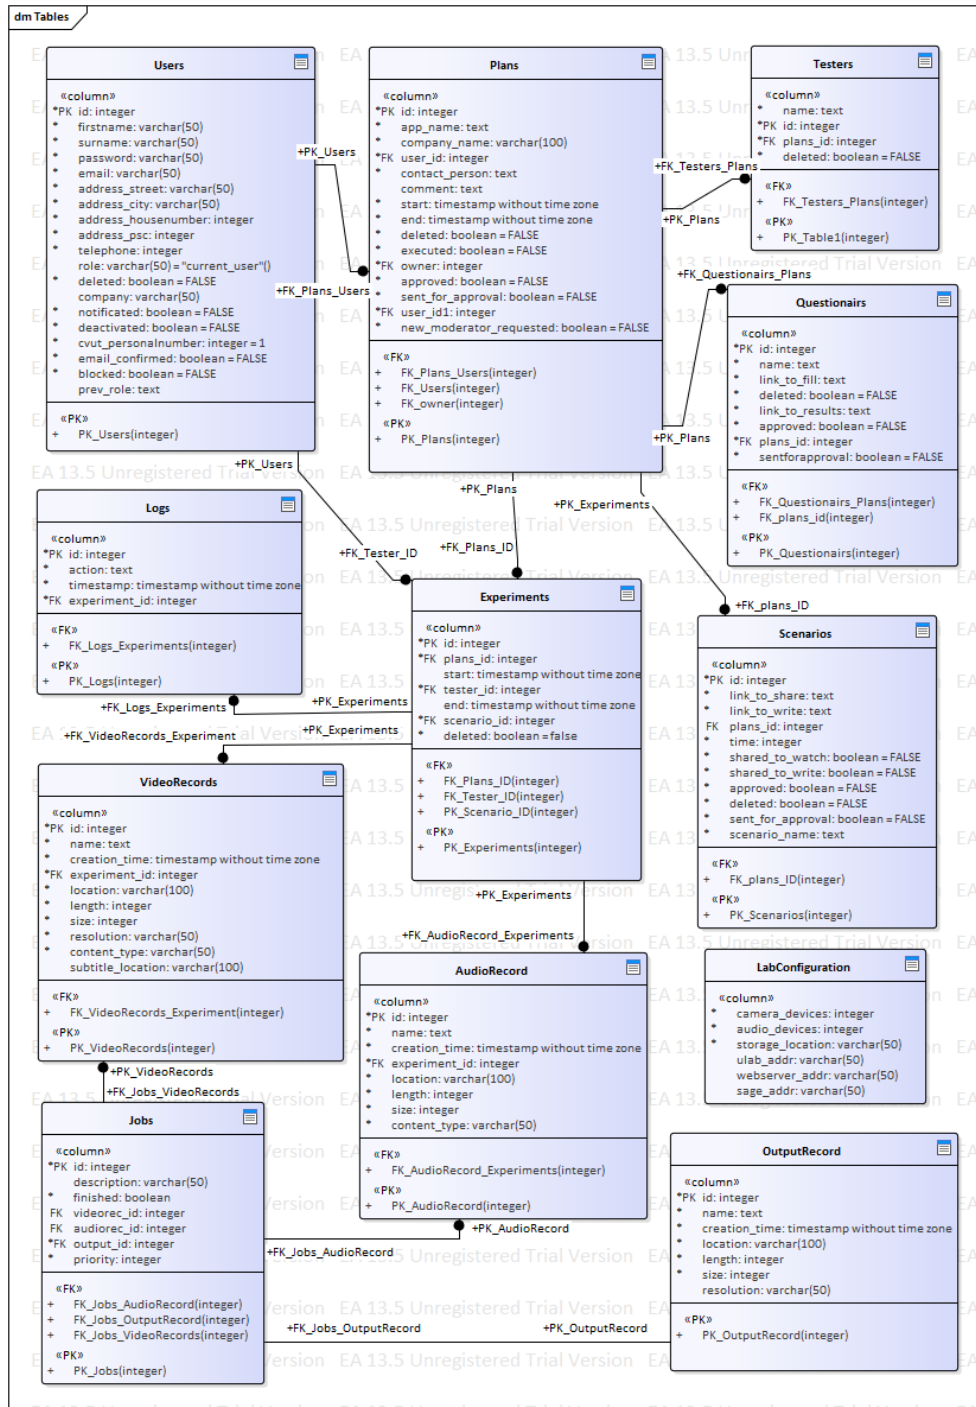 dm Tables
Users
«column»
*PK id: integer
* firstname: varchar(50)
* surname: varchar(50)
* password: varchar(50)
* email: varchar(50)
* address_street: varchar(50)
* address_city: varchar(50)
* address_housenumber: integer
* address_psc: integer
* telephone: integer
role: varchar(50) = "current_user"()
* deleted: boolean = FALSE
company: varchar(50)
* notificated: boolean = FALSE
* deactivated: boolean = FALSE
* cvut_personalnumber: integer = 1
* email_confirmed: boolean = FALSE
* blocked: boolean = FALSE
prev_role: text
«PK»
+ PK_Users(integer)
Plans
«column»
*PK id: integer
* app_name: text
* company_name: varchar(100)
*FK user_id: integer
* contact_person: text
comment: text
* start: timestamp without time zone
* end: timestamp without time zone
* deleted: boolean = FALSE
* executed: boolean = FALSE
*FK owner: integer
* approved: boolean = FALSE
* sent_for_approval: boolean = FALSE
*FK user_id1: integer
* new_moderator_requested: boolean = FALSE
«FK»
+ FK_Plans_Users(integer)
+ FK_Users(integer)
+ FK_owner(integer)
«PK»
+ PK_Plans(integer)
Testers
«column»
* name: text
*PK id: integer
*FK plans_id: integer
* deleted: boolean = FALSE
«FK»
+ FK_Testers_Plans(integer)
«PK»
+ PK_Table1(integer)
+PK_Users
+FK_Plans_Users
+FK_Testers_Plans
+PK_Plans
+FK_Questionairs_Plans
+PK_Plans
Questionairs
«column»
*PK id: integer
* name: text
* link_to_fill: text
* deleted: boolean = FALSE
* link_to_results: text
* approved: boolean = FALSE
*FK plans_id: integer
* sentforapproval: boolean = FALSE
«FK»
+ FK_Questionairs_Plans(integer)
+ FK_plans_id(integer)
«PK»
+ PK_Questionairs(integer)
+PK_Users
+FK_Tester_ID
+PK_Plans
+FK_Plans_ID
+PK_Experiments
+FK_plans_ID
Logs
«column»
*PK id: integer
* action: text
* timestamp: timestamp without time zone
*FK experiment_id: integer
«FK»
+ FK_Logs_Experiments(integer)
«PK»
+ PK_Logs(integer)
Experiments
«column»
*PK id: integer
*FK plans_id: integer
start: timestamp without time zone
*FK tester_id: integer
end: timestamp without time zone
*FK scenario_id: integer
* deleted: boolean = false
«FK»
+ FK_Plans_ID(integer)
+ FK_Tester_ID(integer)
+ PK_Scenario_ID(integer)
«PK»
+ PK_Experiments(integer)
Scenarios
«column»
*PK id: integer
* link_to_share: text
* link_to_write: text
FK plans_id: integer
* time: integer
* shared_to_watch: boolean = FALSE
* shared_to_write: boolean = FALSE
* approved: boolean = FALSE
* deleted: boolean = FALSE
* sent_for_approval: boolean = FALSE
* scenario_name: text
«FK»
+ FK_plans_ID(integer)
«PK»
+ PK_Scenarios(integer)
+PK_Experiments
+FK_Logs_Experiments
+PK_Experiments
+FK_VideoRecords_Experiment
VideoRecords
«column»
*PK id: integer
* name: text
* creation_time: timestamp without time zone
*FK experiment_id: integer
* location: varchar(100)
* length: integer
* size: integer
* resolution: varchar(50)
* content_type: varchar(50)
subtitle_location: varchar(100)
«FK»
+ FK_VideoRecords_Experiment(integer)
«PK»
+ PK_VideoRecords(integer)
+PK_Experiments
+FK_AudioRecord_Experiments
AudioRecord
«column»
*PK id: integer
* name: text
* creation_time: timestamp without time zone
*FK experiment_id: integer
* location: varchar(100)
* length: integer
* size: integer
* content_type: varchar(50)
«FK»
+ FK_AudioRecord_Experiments(integer)
«PK»
+ PK_AudioRecord(integer)
LabConfiguration
«column»
* camera_devices: integer
* audio_devices: integer
* storage_location: varchar(50)
ulab_addr: varchar(50)
webserver_addr: varchar(50)
sage_addr: varchar(50)
+PK_VideoRecords
+FK_Jobs_VideoRecords
Jobs
«column»
*PK id: integer
description: varchar(50)
* finished: boolean
FK videorec_id: integer
FK audiorec_id: integer
*FK output_id: integer
* priority: integer
«FK»
+ FK_Jobs_AudioRecord(integer)
+ FK_Jobs_OutputRecord(integer)
+ FK_Jobs_VideoRecords(integer)
«PK»
+ PK_Jobs(integer)
+PK_AudioRecord
+FK_Jobs_AudioRecord
+FK_Jobs_OutputRecord
+PK_OutputRecord
OutputRecord
«column»
*PK id: integer
* name: text
* creation_time: timestamp without time zone
* location: varchar(100)
* length: integer
* size: integer
resolution: varchar(50)
«PK»
+ PK_OutputRecord(integer)
EA 13.5 Unregistered Trial Version